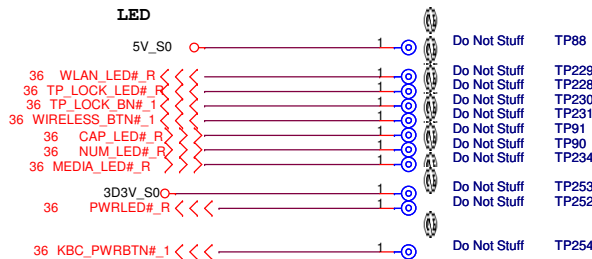 LED
5V_S0 1 Do Not Stuff TP88
36 WLAN_LED#_R 1 Do Not Stuff TP229
36 TP_LOCK_LED#_R 1 Do Not Stuff TP228
36 TP_LOCK_BN#_1 1 Do Not Stuff TP230
36 WIRELESS_BTN#_1 1 Do Not Stuff TP231
36 CAP_LED#_R 1 Do Not Stuff TP91
36 NUM_LED#_R 1 Do Not Stuff TP90
36 MEDIA_LED#_R 1 Do Not Stuff TP234
3D3V_S0 1 Do Not Stuff TP253
36 PWRLED#_R 1 Do Not Stuff TP252
36 KBC_PWRBTN#_1 1 Do Not Stuff TP254